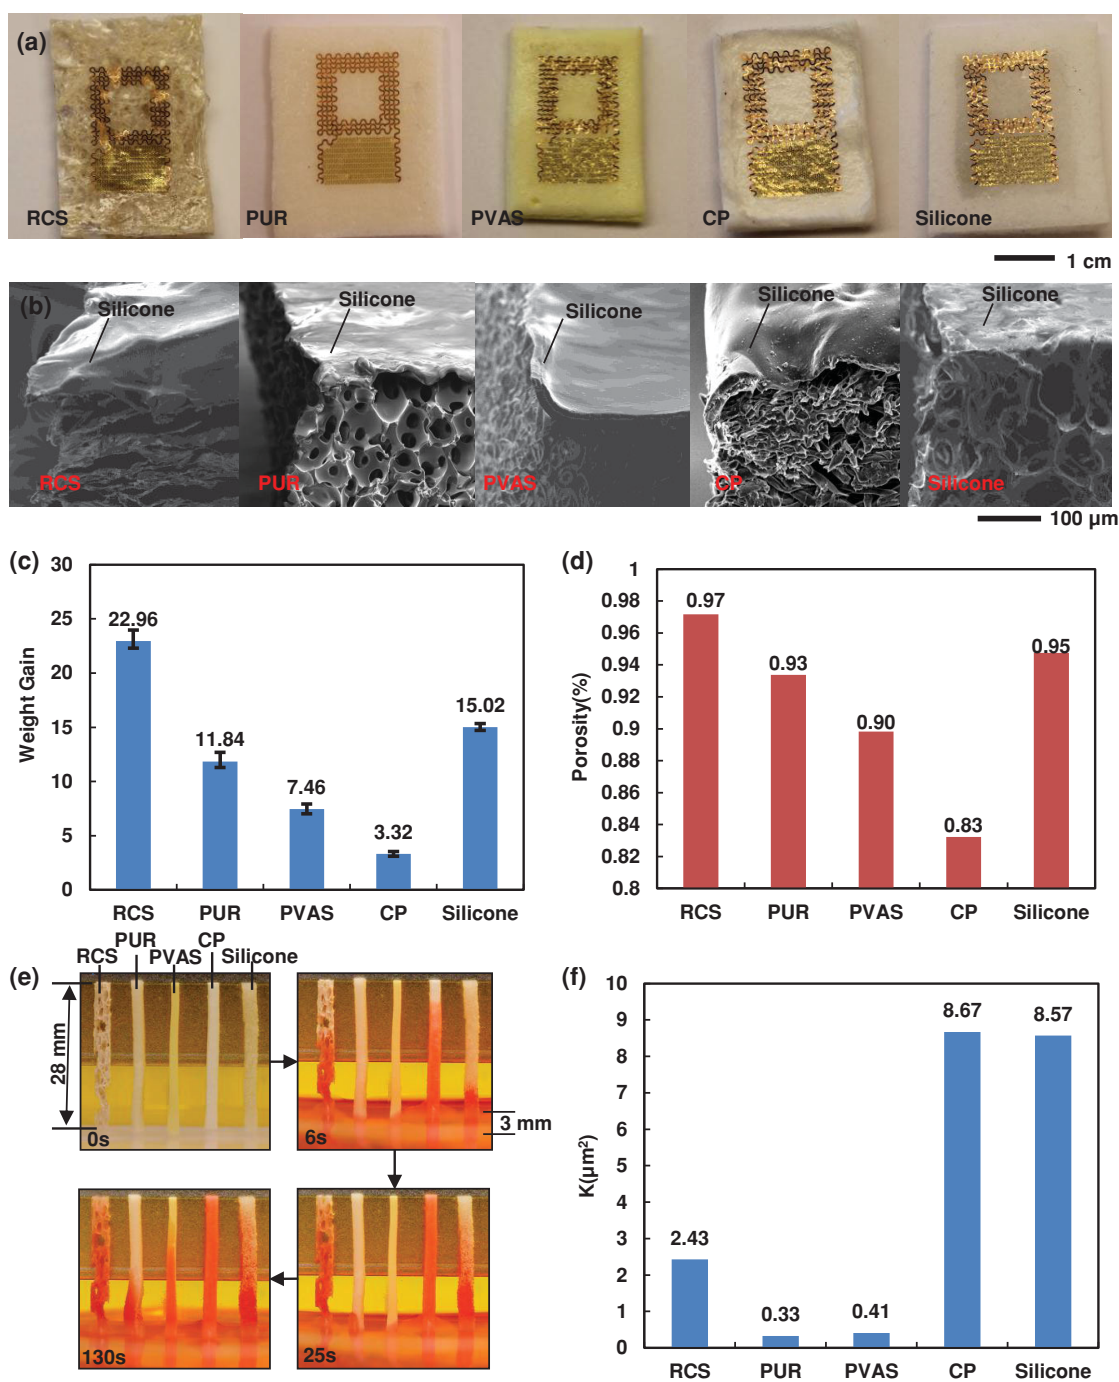 (a)
RCS PUR PVAS CP Silicone
1 cm
(b)
Silicone Silicone Silicone Silicone Silicone
RCS PUR PVAS CP Silicone
100 µm
(c)
Weight Gain
30
25
20
15
10
5
0
22.96
11.84
7.46
3.32
15.02
RCS PUR PVAS CP Silicone
(d)
Porosity(%)
1
0.98
0.96
0.94
0.92
0.9
0.88
0.86
0.84
0.82
0.8
0.97
0.93
0.90
0.83
0.95
RCS PUR PVAS CP Silicone
(e)
RCS PUR PVAS CP Silicone
28 mm
0s
6s
3 mm
130s
25s
(f)
K(µm²)
10
9
8
7
6
5
4
3
2
1
0
2.43
0.33
0.41
8.67
8.57
RCS PUR PVAS CP Silicone